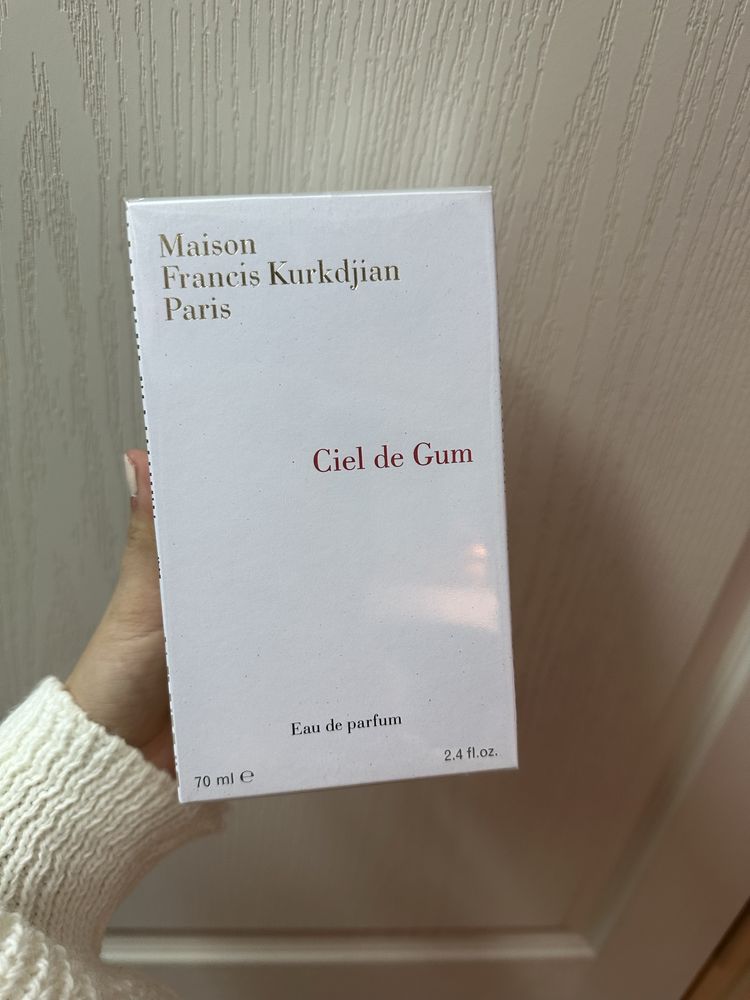 Maison
Francis Kurkdjian
Paris
Ciel de Gum
Eau de parfum
70 ml ℮
2.4 fl.oz.